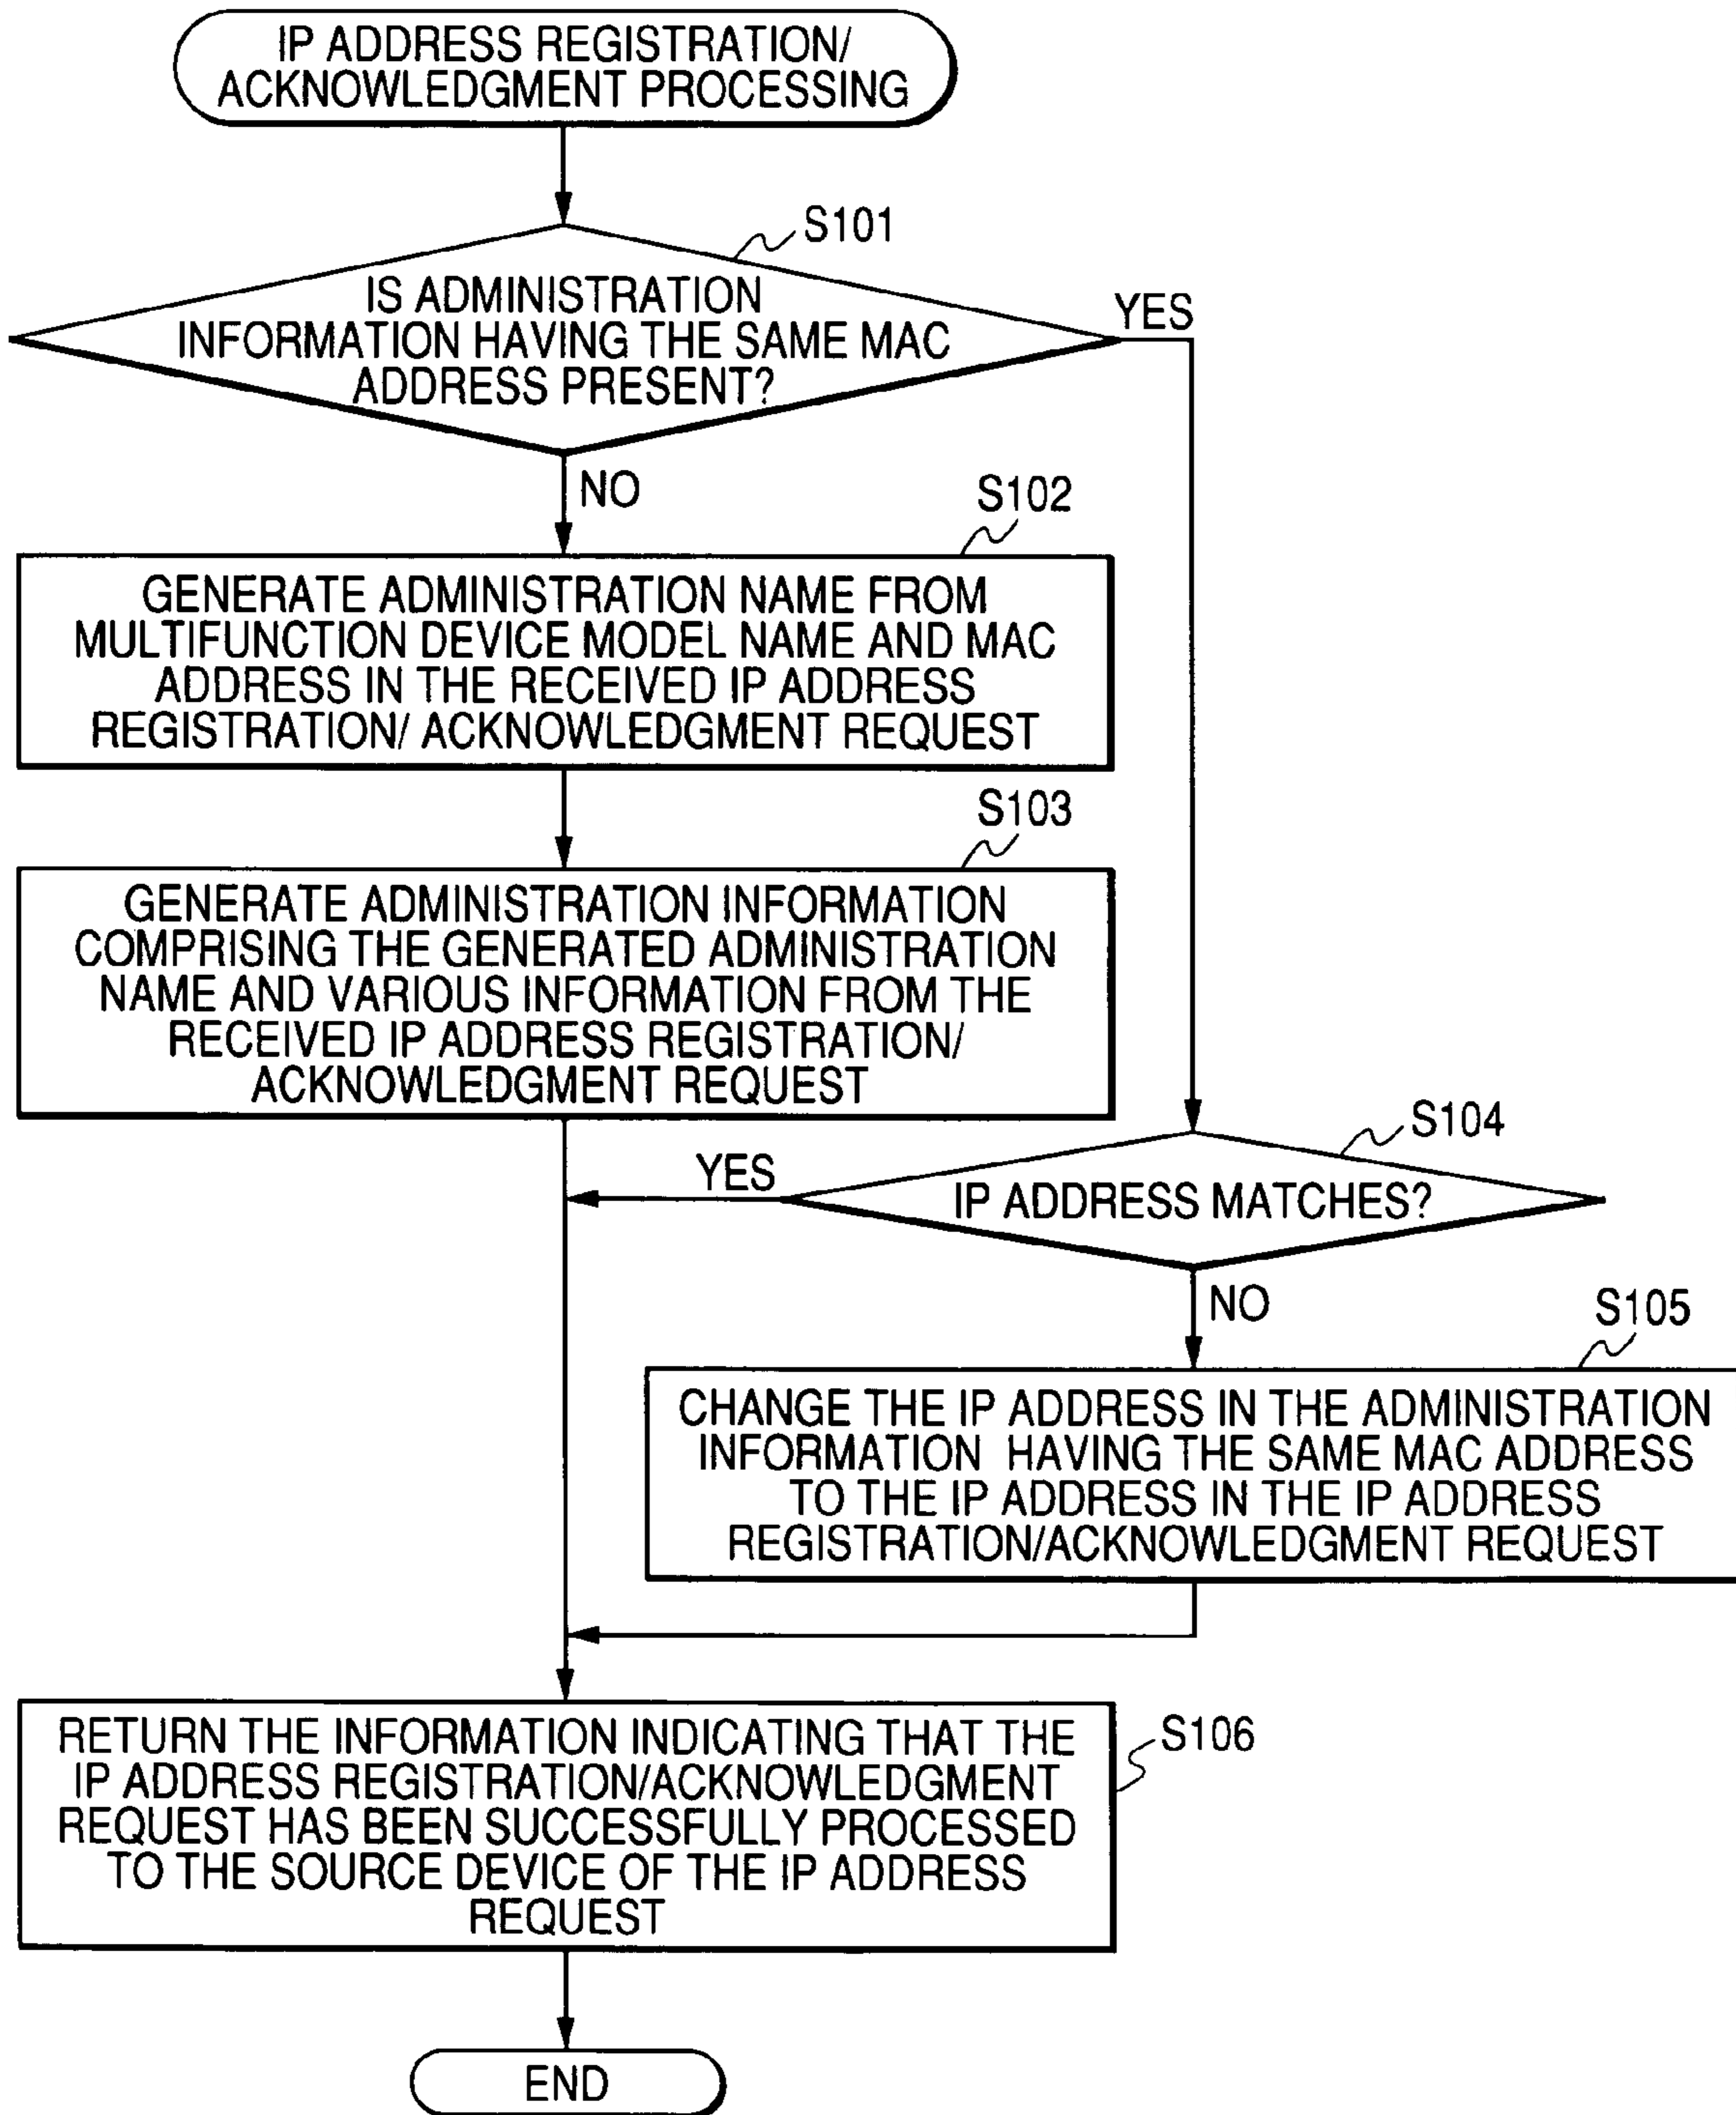 IP ADDRESS REGISTRATION/
ACKNOWLEDGMENT PROCESSING
S101
IS ADMINISTRATION
INFORMATION HAVING THE SAME MAC
ADDRESS PRESENT?
YES
NO
S102
GENERATE ADMINISTRATION NAME FROM
MULTIFUNCTION DEVICE MODEL NAME AND MAC
ADDRESS IN THE RECEIVED IP ADDRESS
REGISTRATION/ ACKNOWLEDGMENT REQUEST
S103
GENERATE ADMINISTRATION INFORMATION
COMPRISING THE GENERATED ADMINISTRATION
NAME AND VARIOUS INFORMATION FROM THE
RECEIVED IP ADDRESS REGISTRATION/
ACKNOWLEDGMENT REQUEST
S104
YES
IP ADDRESS MATCHES?
NO
S105
CHANGE THE IP ADDRESS IN THE ADMINISTRATION
INFORMATION HAVING THE SAME MAC ADDRESS
TO THE IP ADDRESS IN THE IP ADDRESS
REGISTRATION/ACKNOWLEDGMENT REQUEST
S106
RETURN THE INFORMATION INDICATING THAT THE
IP ADDRESS REGISTRATION/ACKNOWLEDGMENT
REQUEST HAS BEEN SUCCESSFULLY PROCESSED
TO THE SOURCE DEVICE OF THE IP ADDRESS
REQUEST
END